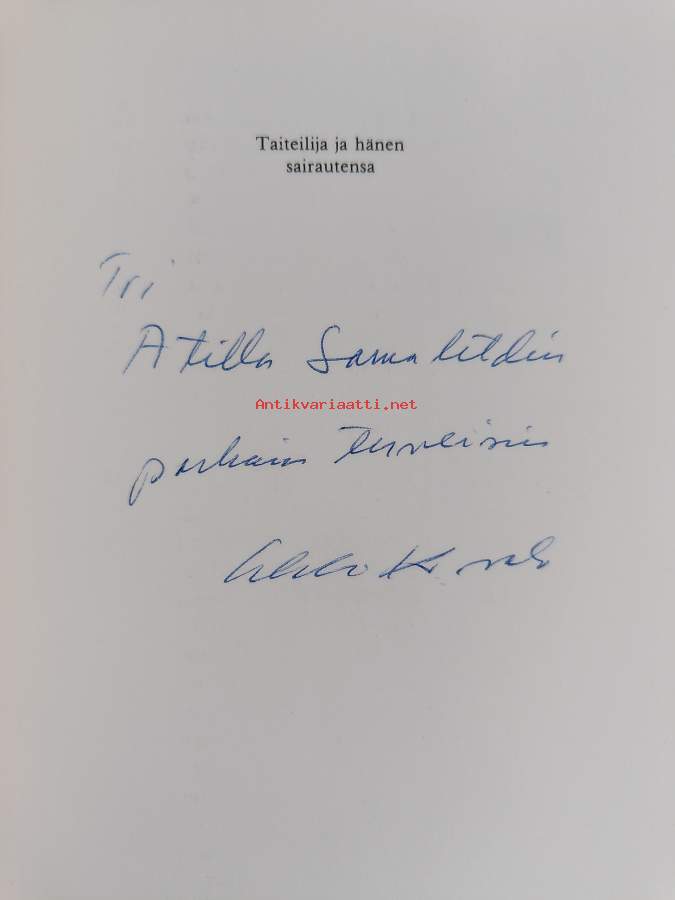 Taiteilija ja hänen
sairautensa
Tri
Atilla
Antikvariaatti.net
parhain terveisin